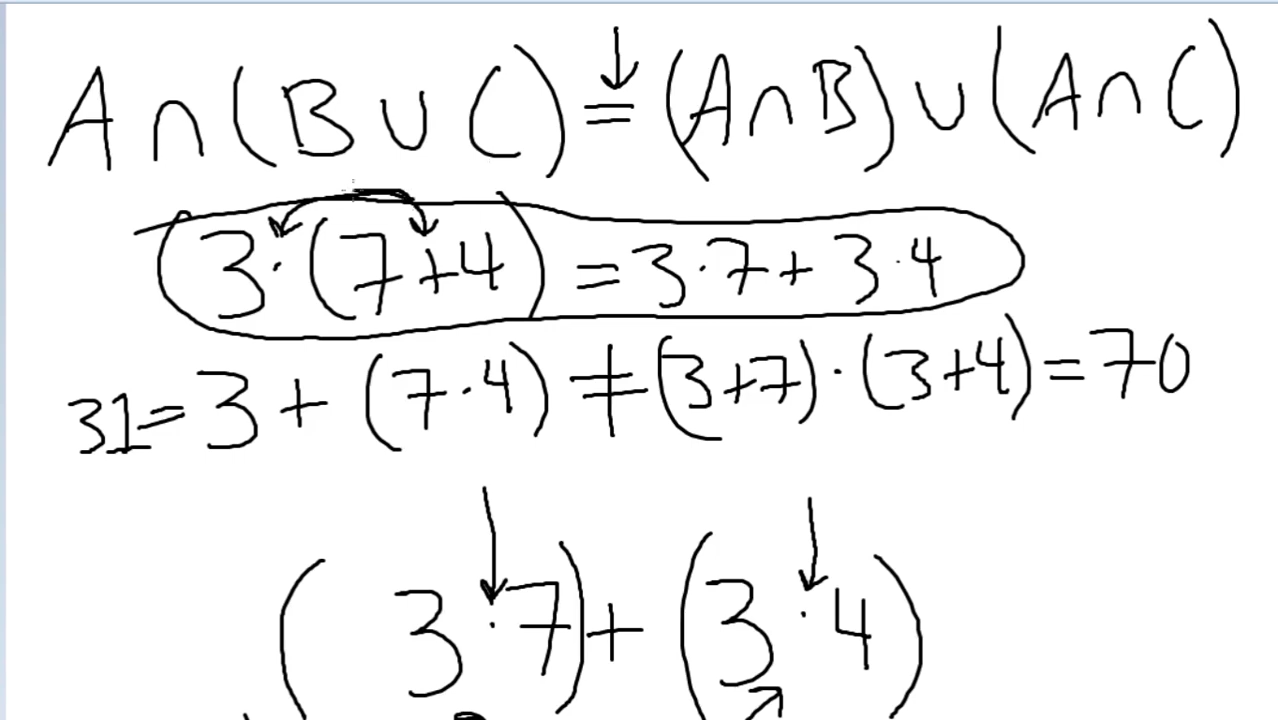 A ∩ (B ∪ C) = (A ∩ B) ∪ (A ∩ C)
3 · (7 + 4) = 3 · 7 + 3 · 4
31 = 3 + (7 · 4) ≠ (3 + 7) · (3 + 4) = 70
(3 · 7) + (3 · 4)